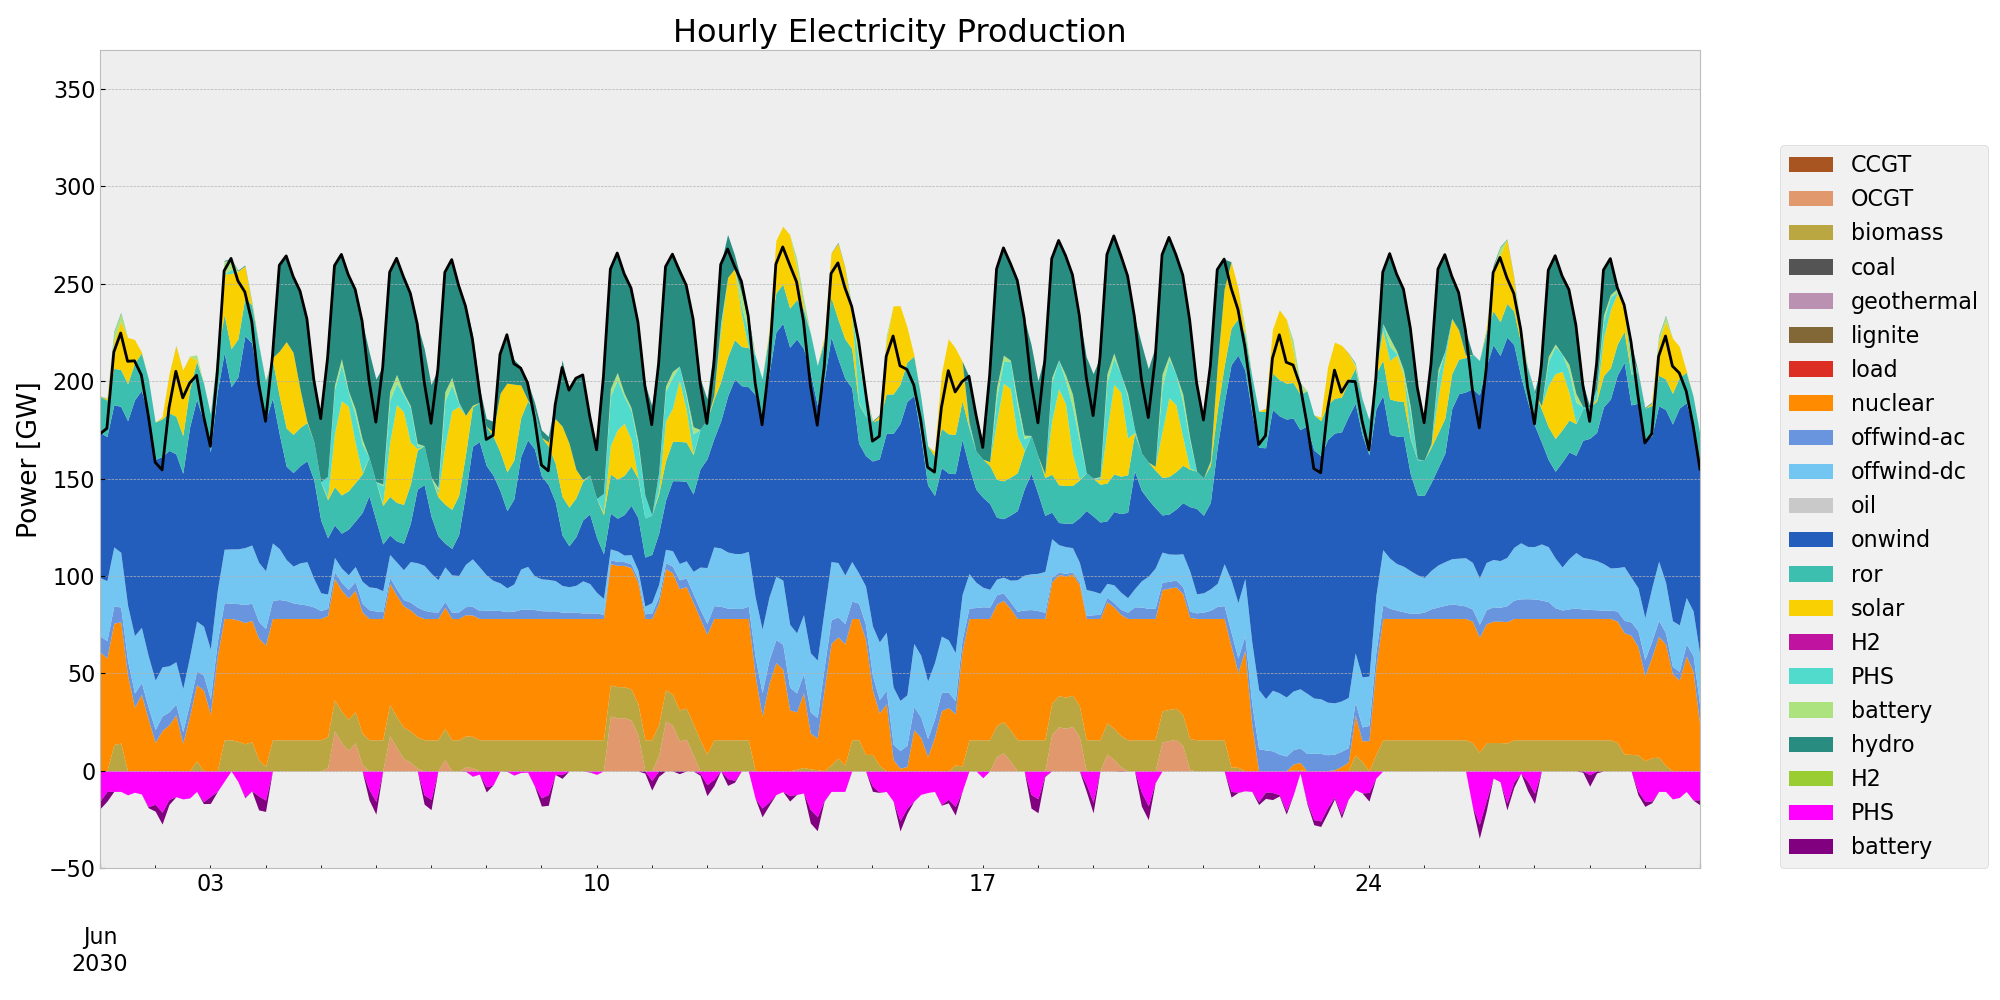 Hourly Electricity Production
Power [GW]
350
300
250
200
150
100
50
0
−50
03
10
17
24
Jun
2030
CCGT
OCGT
biomass
coal
geothermal
lignite
load
nuclear
offwind-ac
offwind-dc
oil
onwind
ror
solar
H2
PHS
battery
hydro
H2
PHS
battery